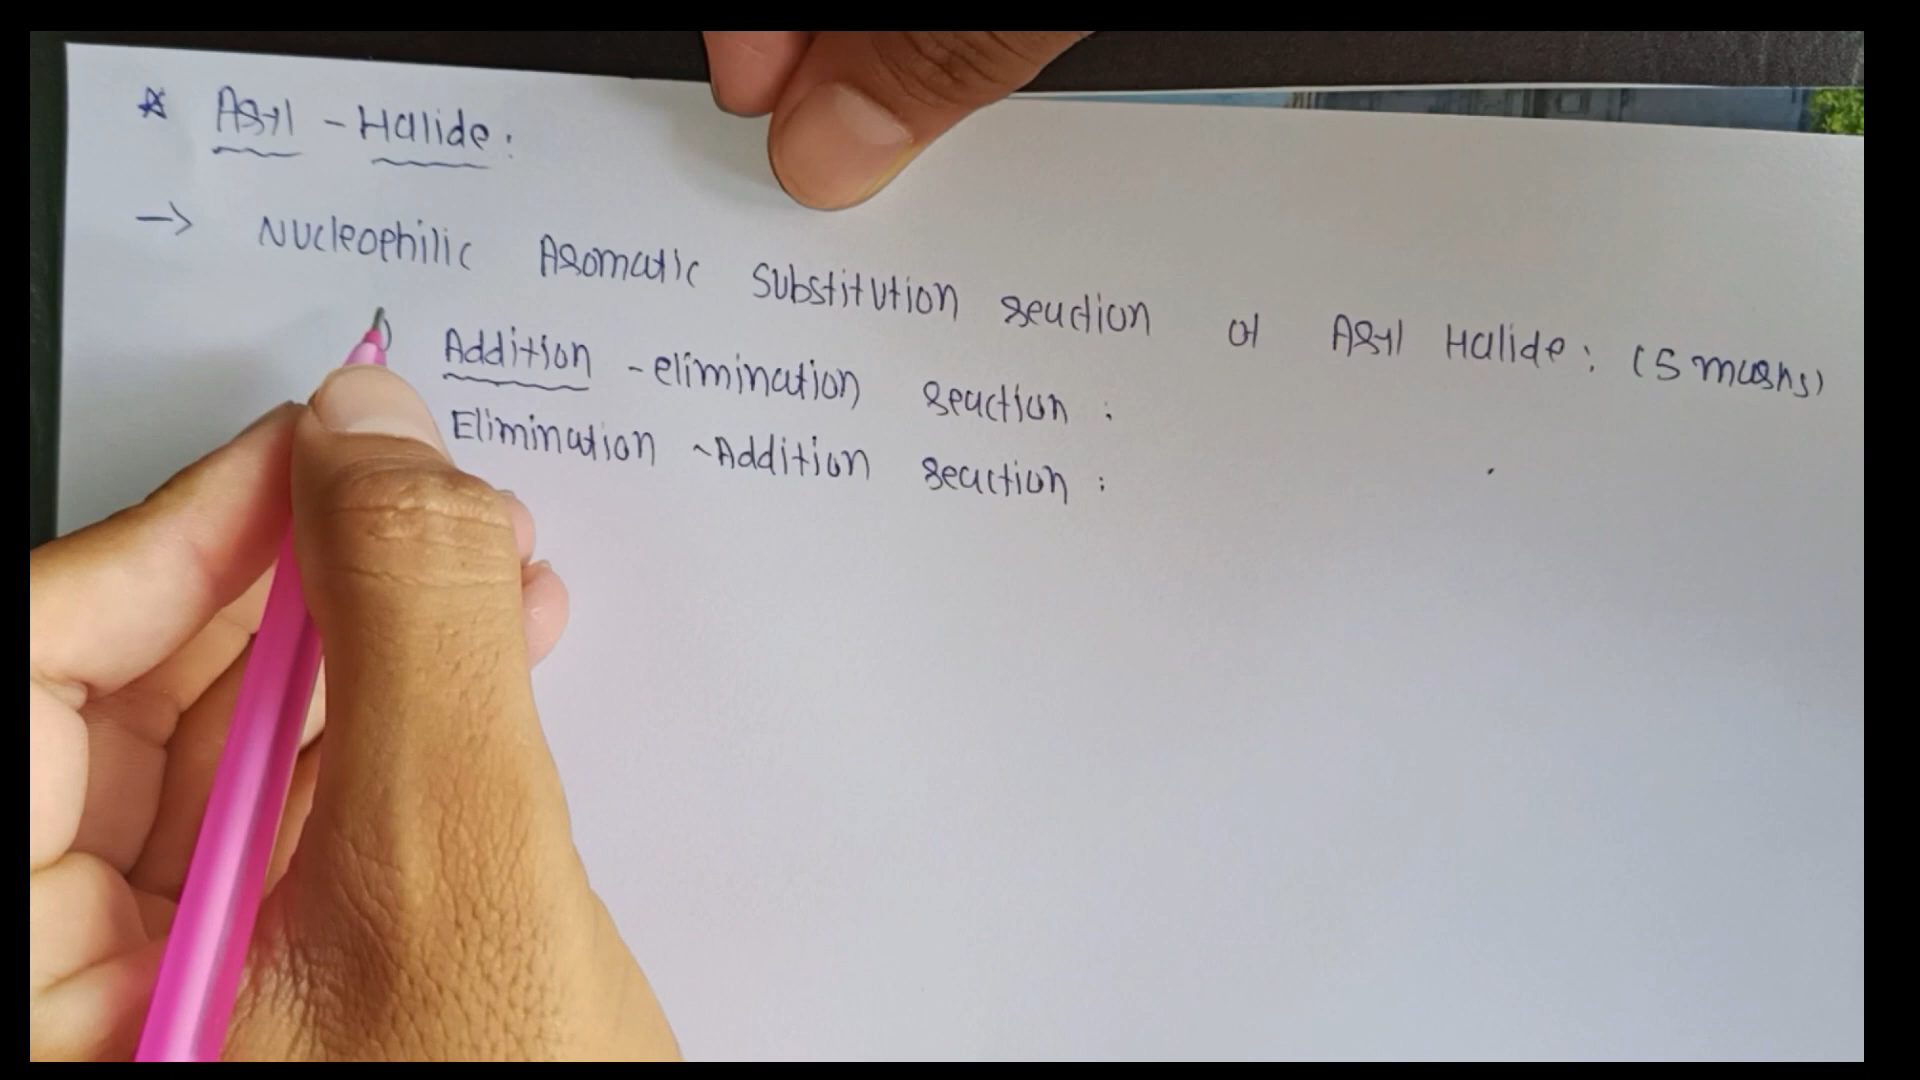 * Aryl - Halide:
→ Nucleophilic Aromatic Substitution reaction of Aryl Halide: (5 marks)
) Addition - elimination reaction:
Elimination - Addition reaction: